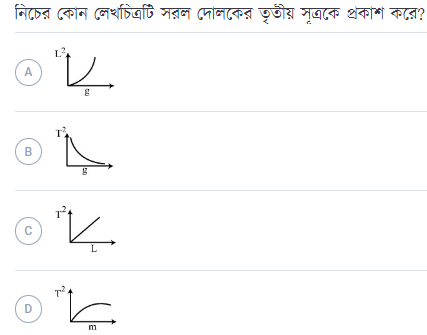 নিচের কোন লেখচিত্রটি সরল দোলকের তৃতীয় সূত্রকে প্রকাশ করে?
A
L²
g
B
T²
g
C
T²
L
D
T²
m